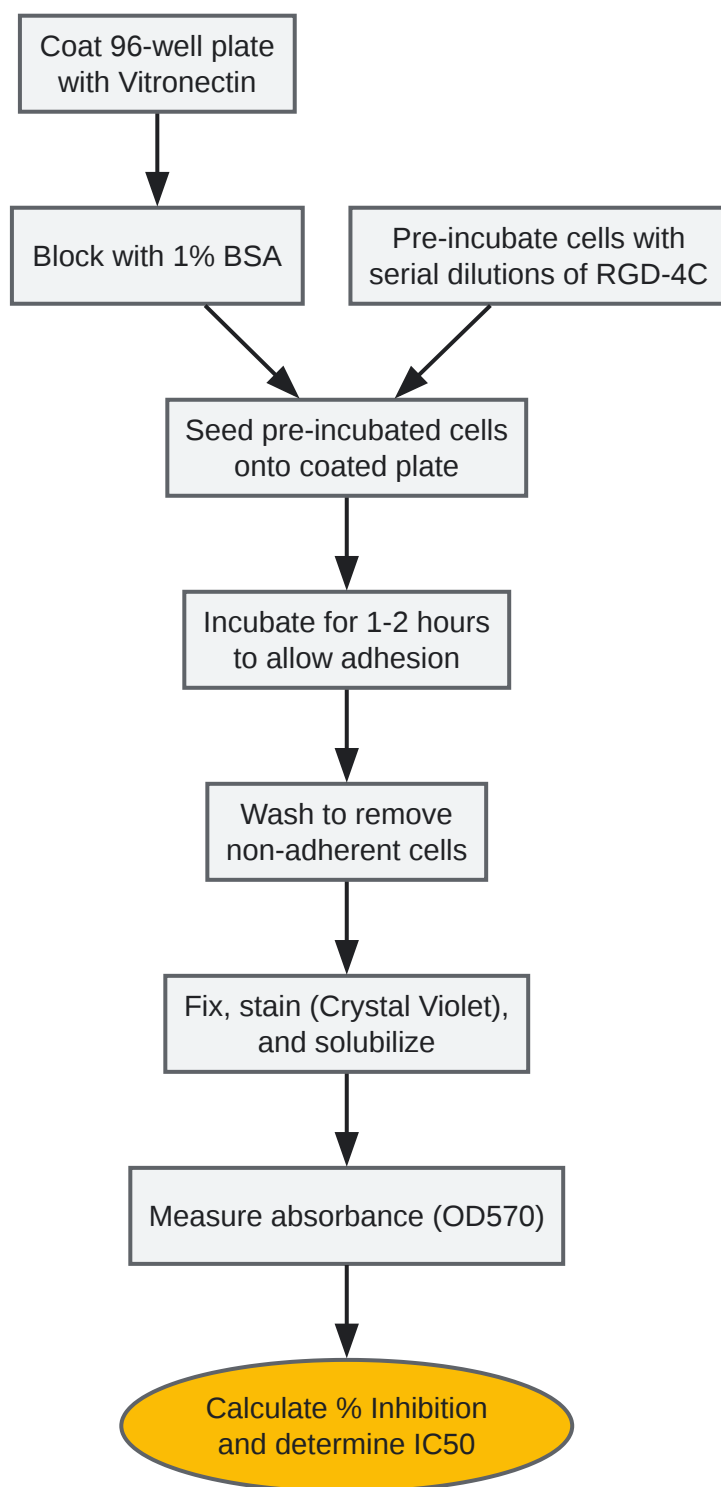 Coat 96-well plate
with Vitronectin
Block with 1% BSA
Pre-incubate cells with
serial dilutions of RGD-4C
Seed pre-incubated cells
onto coated plate
Incubate for 1-2 hours
to allow adhesion
Wash to remove
non-adherent cells
Fix, stain (Crystal Violet),
and solubilize
Measure absorbance (OD570)
Calculate % Inhibition
and determine IC50